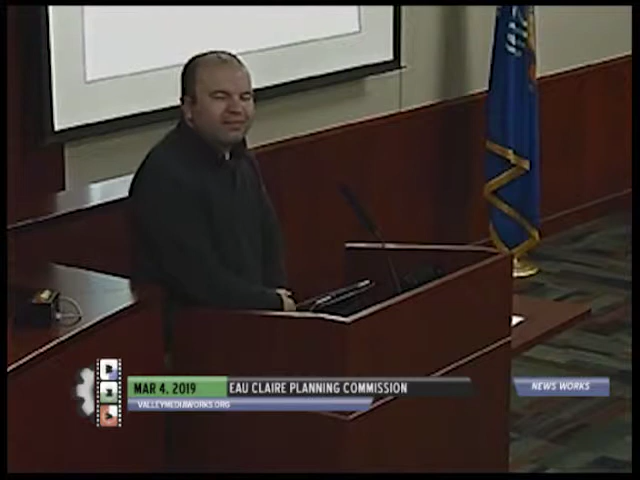 MAR 4, 2019
EAU CLAIRE PLANNING COMMISSION
NEWS WORKS
VALLEYMEDIAWORKS.ORG